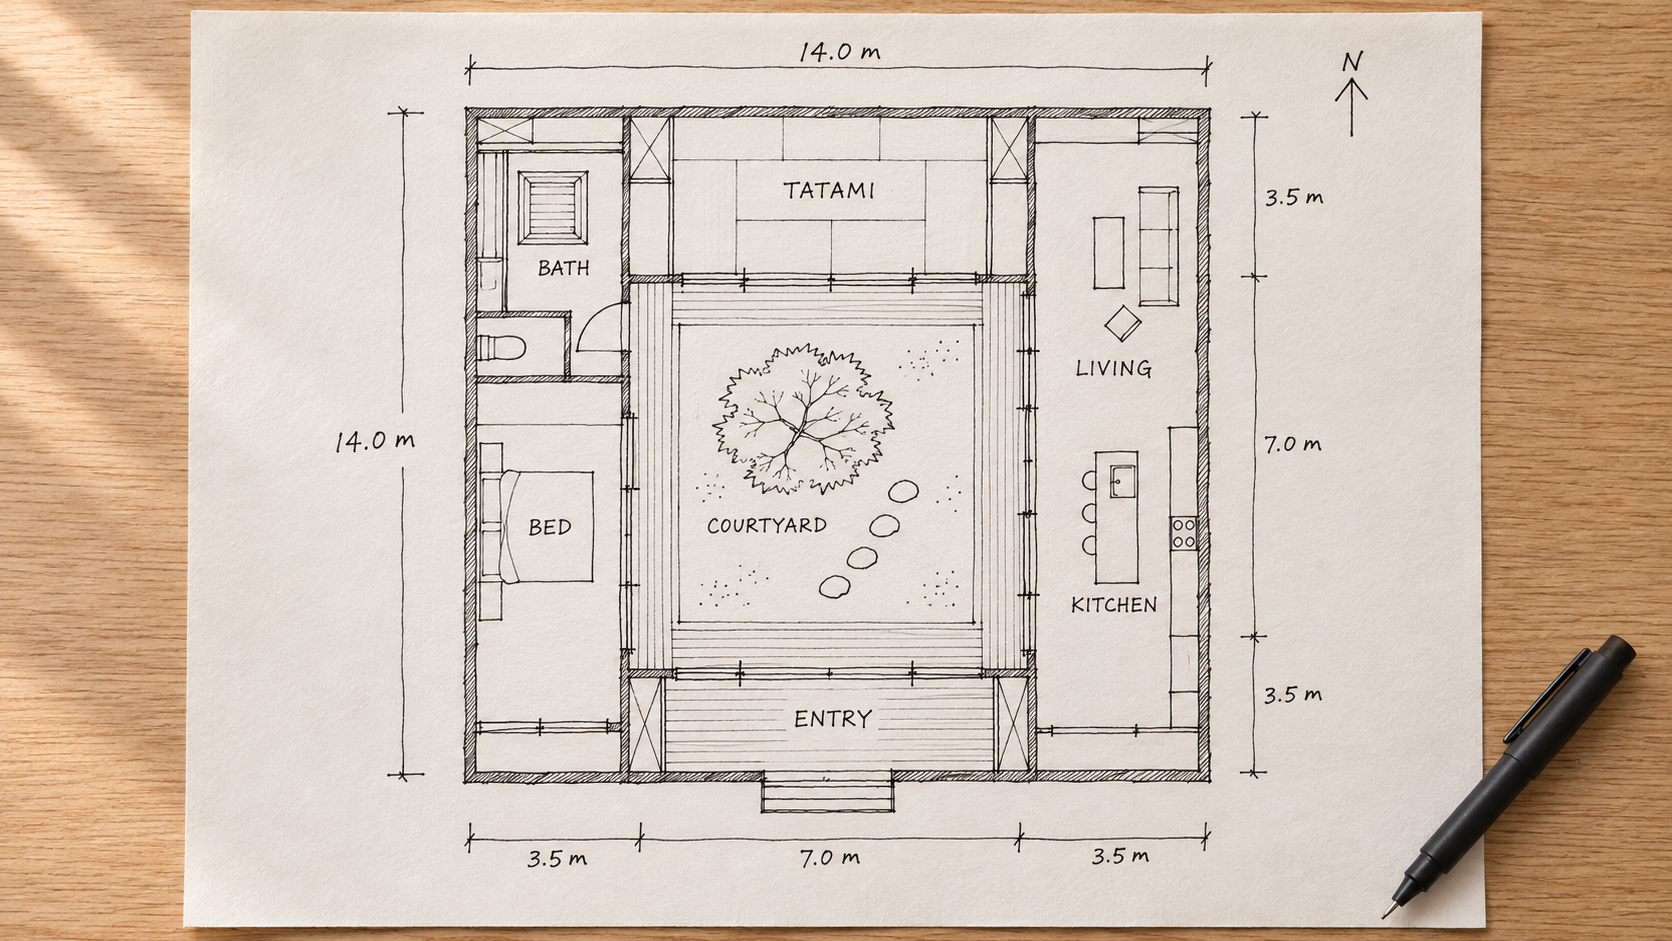 14.0 m
N
3.5 m
TATAMI
BATH
LIVING
14.0 m
7.0 m
COURTYARD
BED
KITCHEN
3.5 m
ENTRY
3.5 m
7.0 m
3.5 m